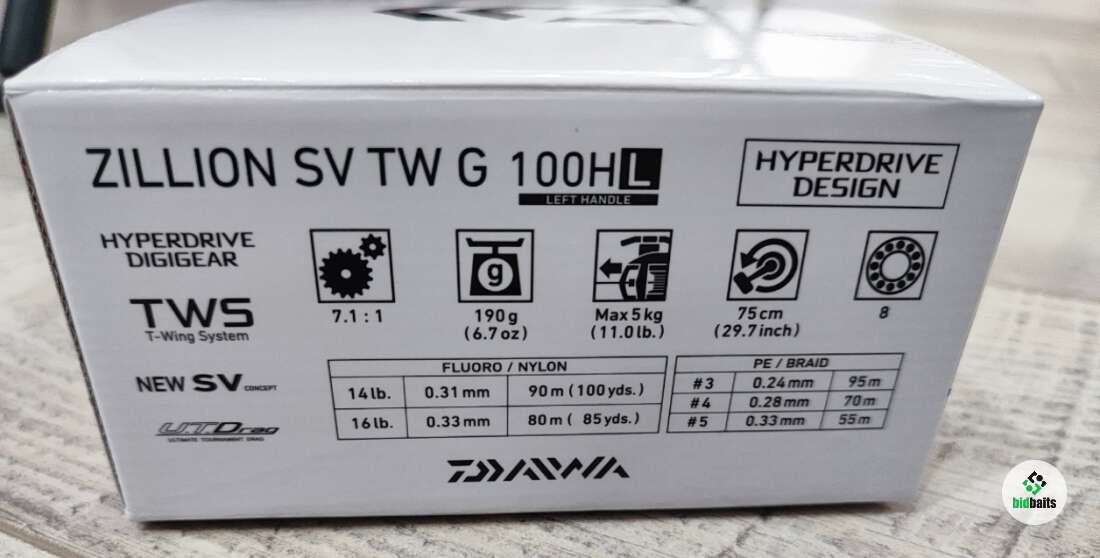 ZILLION SV TW G 100HL
LEFT HANDLE
HYPERDRIVE
DESIGN
HYPERDRIVE
DIGIGEAR
TWS
T-Wing System
NEW SV CONCEPT
UTDrag
ULTIMATE TOURNAMENT DRAG
7.1 : 1
g
190g
(6.7oz)
Max5kg
(11.0lb.)
75cm
(29.7inch)
8
FLUORO / NYLON
14lb. 0.31mm 90m (100yds.)
16lb. 0.33mm 80m ( 85yds.)
PE / BRAID
#3 0.24mm 95m
#4 0.28mm 70m
#5 0.33mm 55m
DAIWA
bidbaits